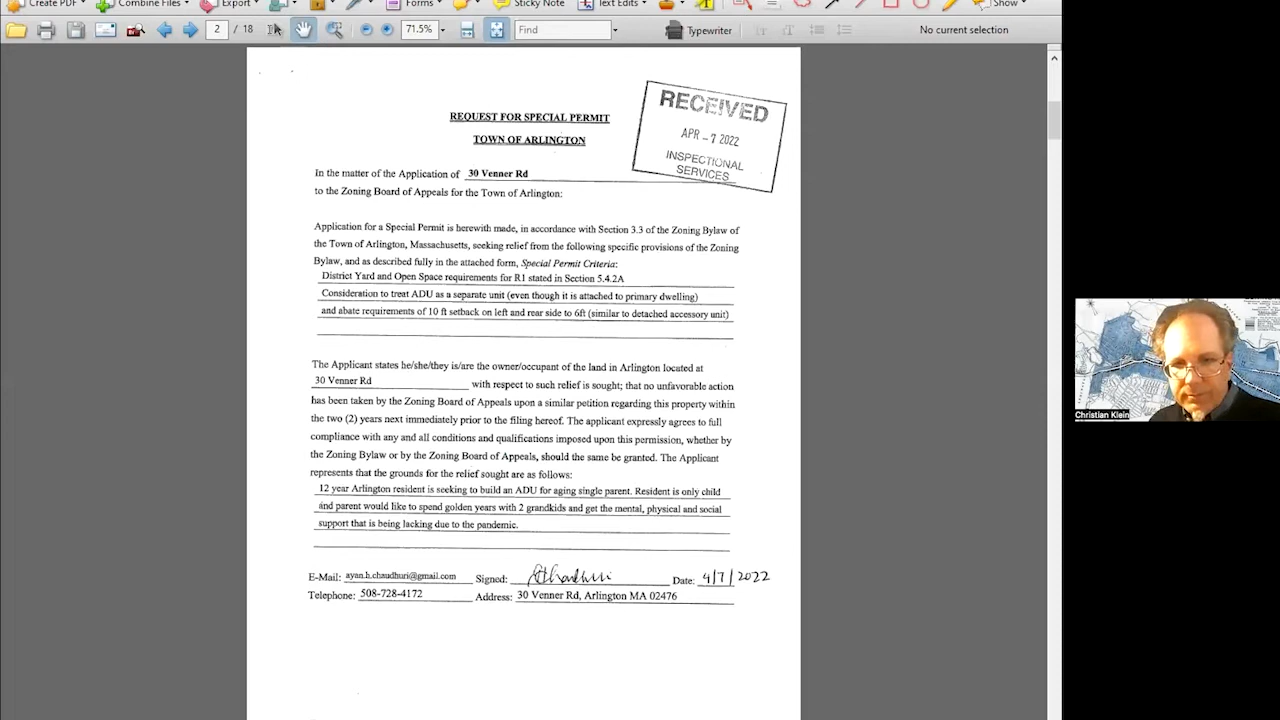 Create PDF
Combine Files
Export
Forms
Sticky Note
Text Edits
Show
2 / 18
71.5%
Find
Typewriter
No current selection
RECEIVED
APR - 7 2022
INSPECTIONAL
SERVICES
REQUEST FOR SPECIAL PERMIT
TOWN OF ARLINGTON
In the matter of the Application of 30 Venner Rd
to the Zoning Board of Appeals for the Town of Arlington:
Application for a Special Permit is herewith made, in accordance with Section 3.3 of the Zoning Bylaw of
the Town of Arlington, Massachusetts, seeking relief from the following specific provisions of the Zoning
Bylaw, and as described fully in the attached form, Special Permit Criteria:
District Yard and Open Space requirements for R1 stated in Section 5.4.2A
Consideration to treat ADU as a separate unit (even though it is attached to primary dwelling)
and abate requirements of 10 ft setback on left and rear side to 6ft (similar to detached accessory unit)
The Applicant states he/she/they is/are the owner/occupant of the land in Arlington located at
30 Venner Rd with respect to such relief is sought; that no unfavorable action
has been taken by the Zoning Board of Appeals upon a similar petition regarding this property within
the two (2) years next immediately prior to the filing hereof. The applicant expressly agrees to full
compliance with any and all conditions and qualifications imposed upon this permission, whether by
the Zoning Bylaw or by the Zoning Board of Appeals, should the same be granted. The Applicant
represents that the grounds for the relief sought are as follows:
12 year Arlington resident is seeking to build an ADU for aging single parent. Resident is only child
and parent would like to spend golden years with 2 grandkids and get the mental, physical and social
support that is being lacking due to the pandemic.
E-Mail: ayan.h.chaudhuri@gmail.com Signed: Date: 4/7/2022
Telephone: 508-728-4172 Address: 30 Venner Rd, Arlington MA 02476
Christian Klein